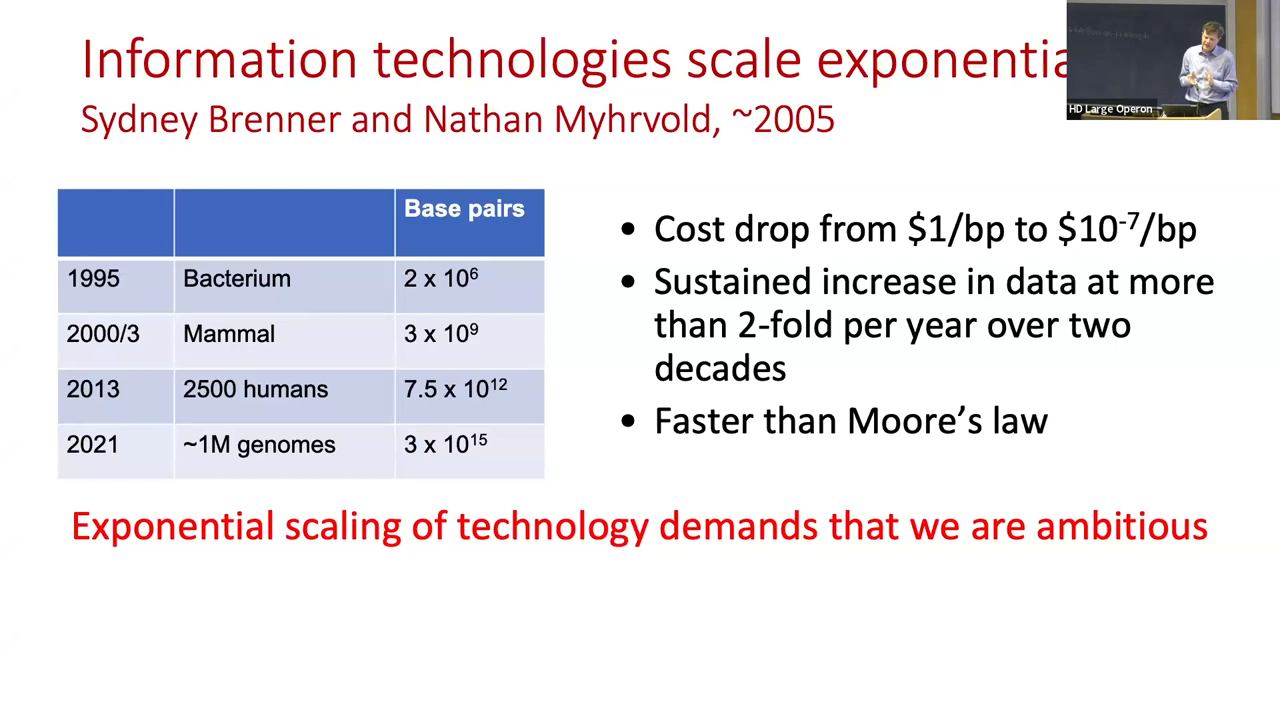 Information technologies scale exponentia
Sydney Brenner and Nathan Myhrvold, ~2005
HD Large Operon
Base pairs
1995 Bacterium 2 x 10⁶
2000/3 Mammal 3 x 10⁹
2013 2500 humans 7.5 x 10¹²
2021 ~1M genomes 3 x 10¹⁵
• Cost drop from $1/bp to $10⁻⁷/bp
• Sustained increase in data at more
than 2-fold per year over two
decades
• Faster than Moore’s law
Exponential scaling of technology demands that we are ambitious